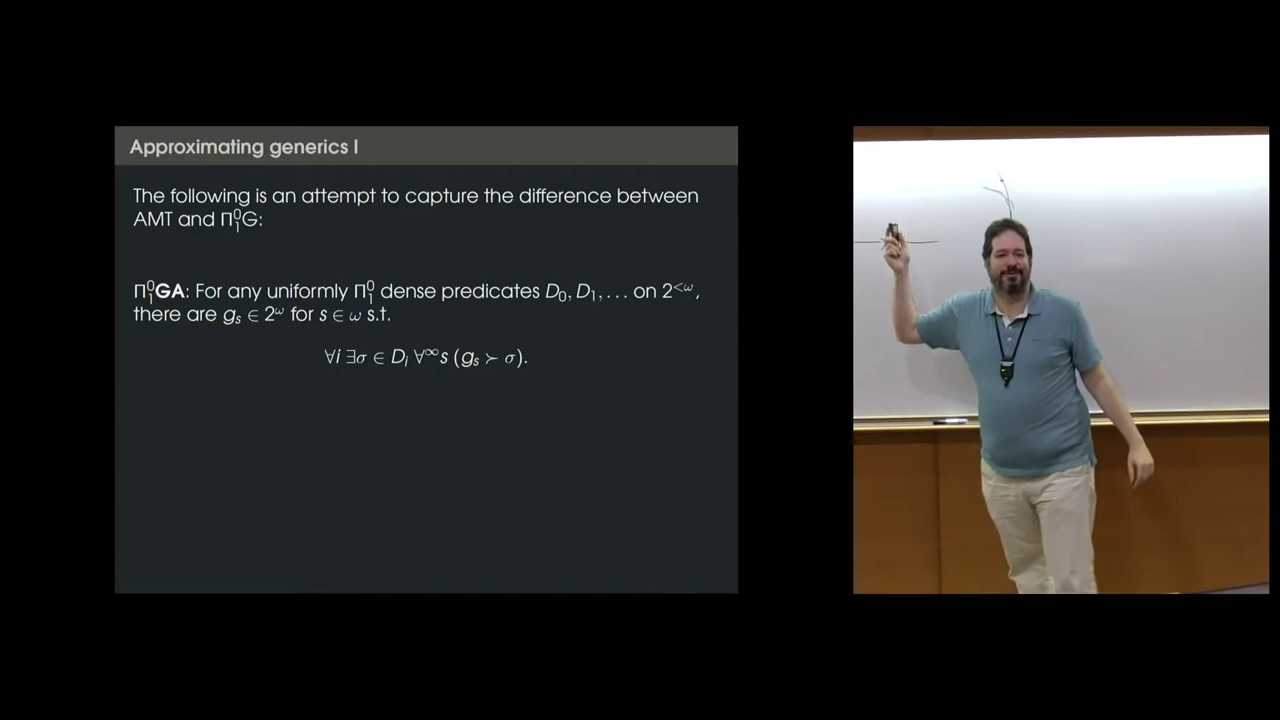 Approximating generics I
The following is an attempt to capture the difference between
AMT and Π⁰₁G:
Π⁰₁GA: For any uniformly Π⁰₁ dense predicates D₀, D₁, … on 2^{<ω},
there are gₛ ∈ 2^ω for s ∈ ω s.t.
∀i ∃σ ∈ Dᵢ ∀^∞s (gₛ ≻ σ).